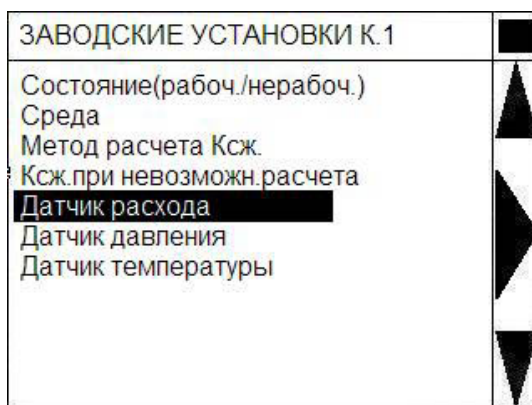 ЗАВОДСКИЕ УСТАНОВКИ К.1
Состояние(рабоч./нерабоч.)
Среда
Метод расчета Ксж.
Ксж.при невозможн.расчета
Датчик расхода
Датчик давления
Датчик температуры